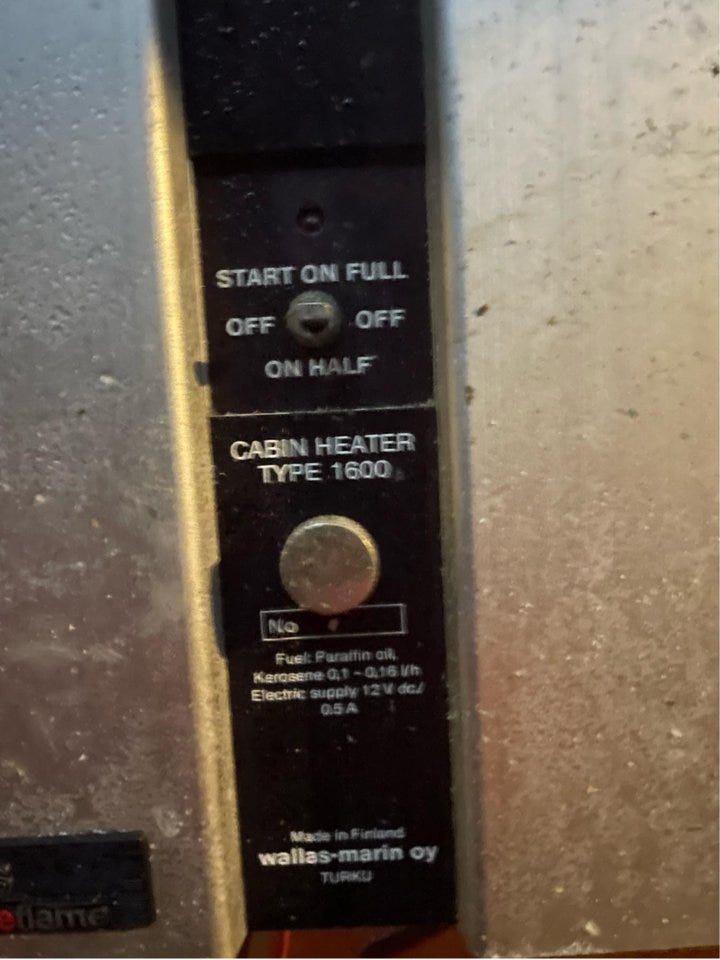 START ON FULL
OFF OFF
ON HALF
CABIN HEATER
TYPE 1600
No
Fuel: Paraffin oil,
Kerosene 0,1 - 0,16 l/h
Electric supply 12 V dc/
0.5 A
Made in Finland
wallas-marin oy
TURKU
eflame